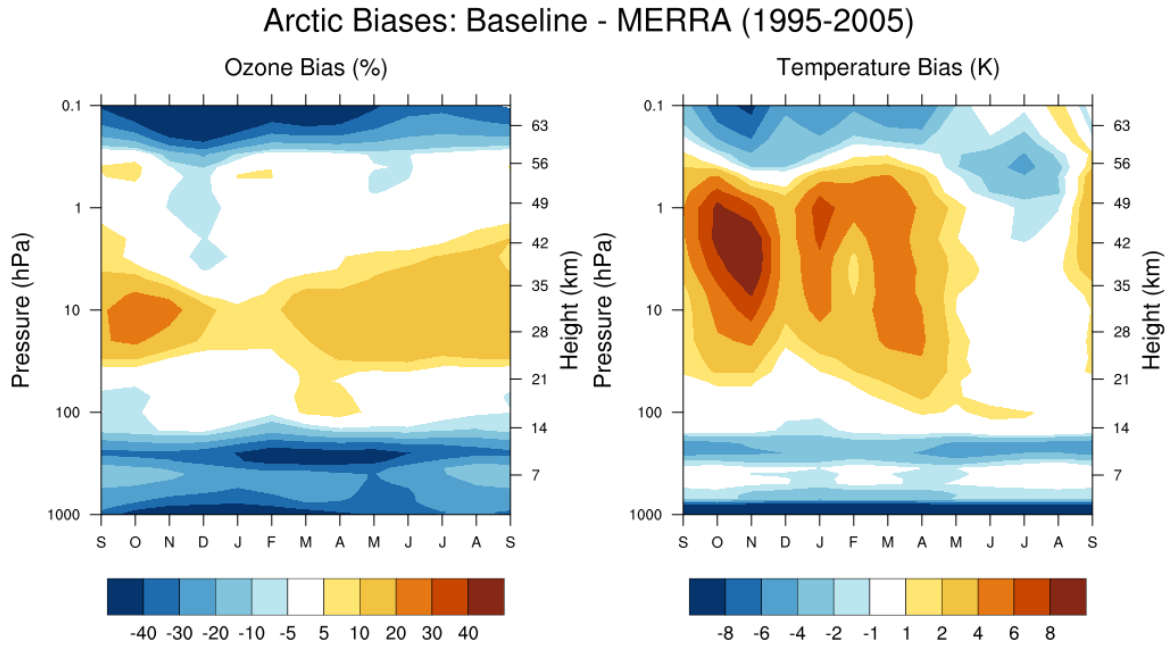 Arctic Biases: Baseline - MERRA (1995-2005)
Ozone Bias (%)
0.1
1
10
100
1000
Pressure (hPa)
63
56
49
42
35
28
21
14
7
Height (km)
S O N D J F M A M J J A S
-40 -30 -20 -10 -5 5 10 20 30 40
Temperature Bias (K)
0.1
1
10
100
1000
Pressure (hPa)
63
56
49
42
35
28
21
14
7
Height (km)
S O N D J F M A M J J A S
-8 -6 -4 -2 -1 1 2 4 6 8